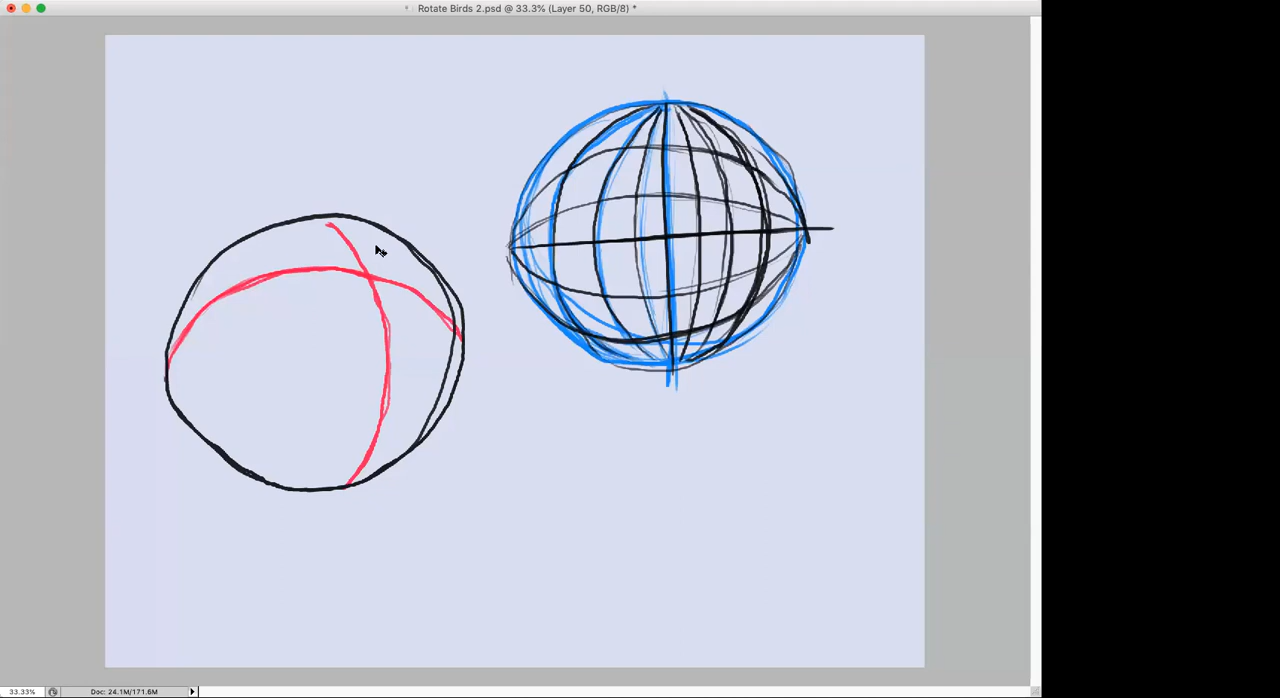 Rotate Birds 2.psd @ 33.3% (Layer 50, RGB/8) *
33.33%
Doc: 24.1M/171.6M